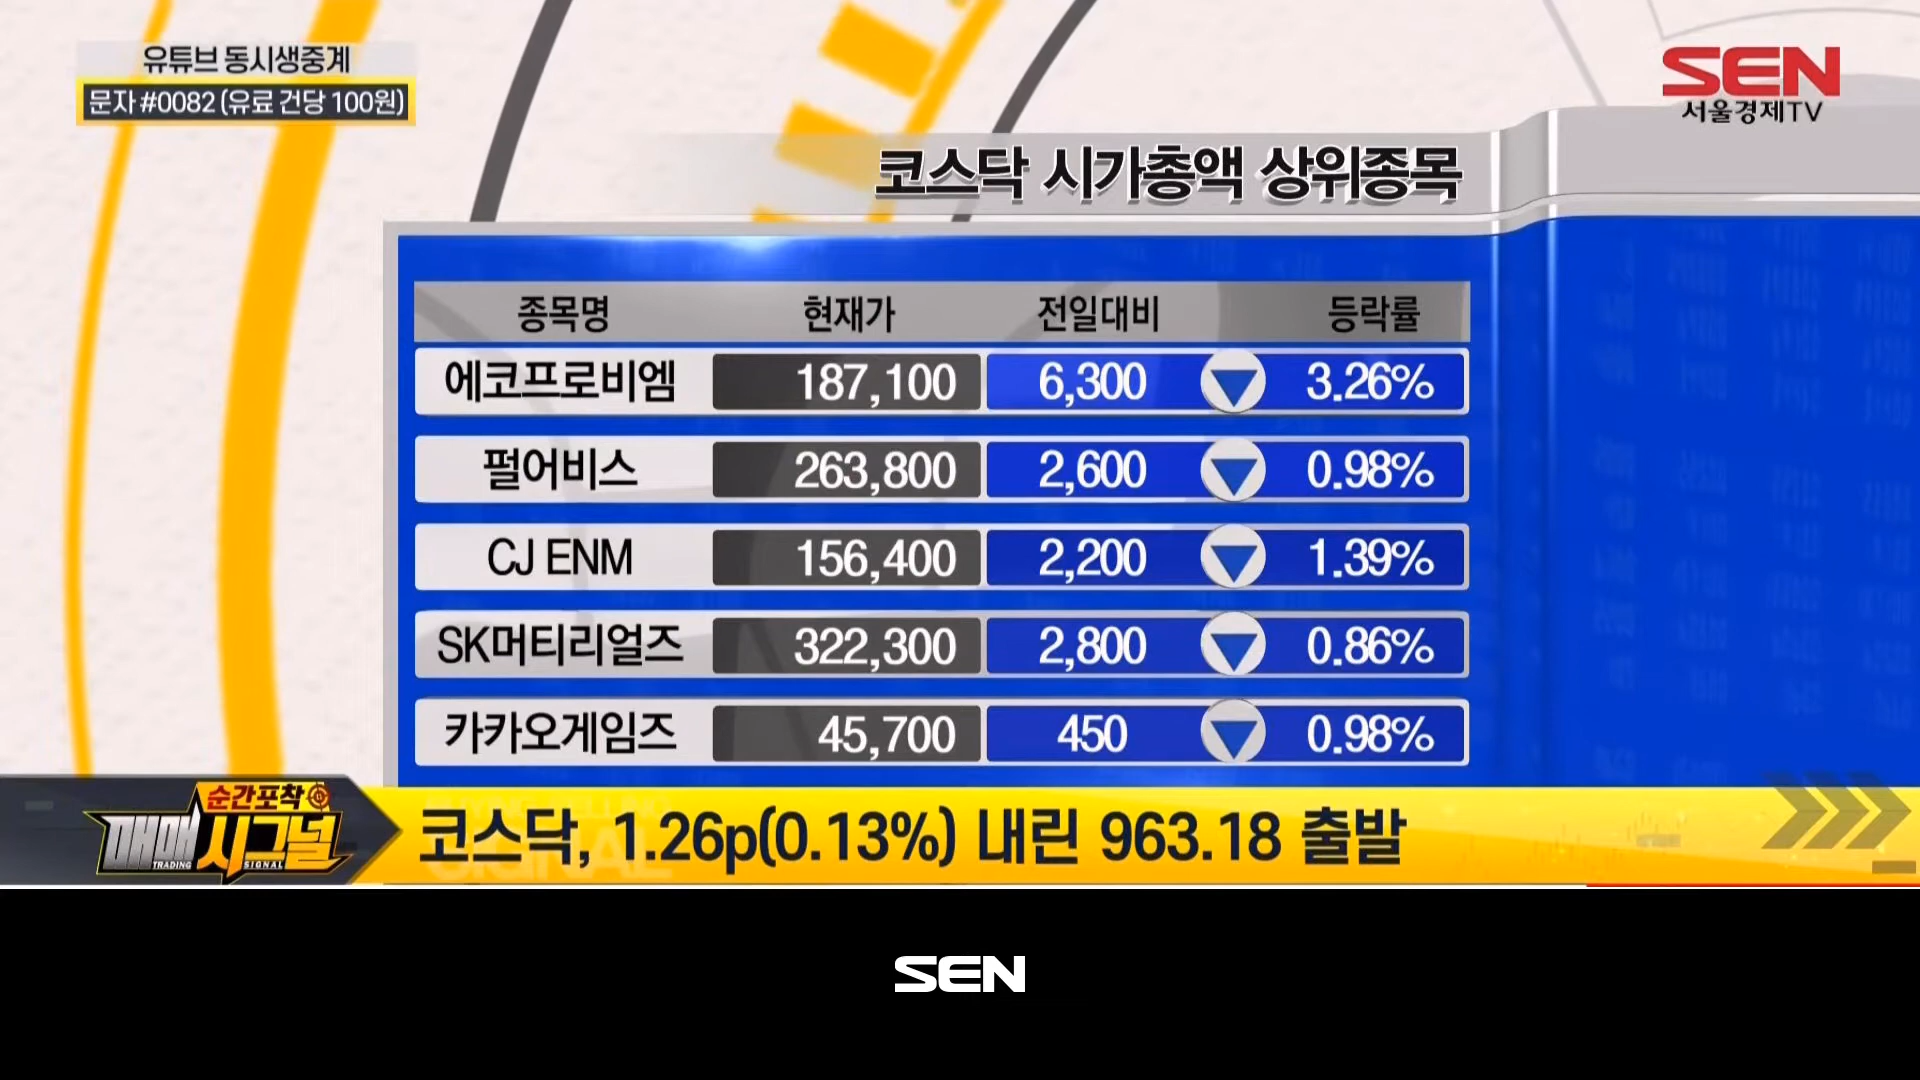 유튜브 동시생중계
문자 #0082 (유료 건당 100원)
SEN
서울경제TV
코스닥 시가총액 상위종목
종목명 현재가 전일대비 등락률
에코프로비엠 187,100 6,300 ▼ 3.26%
펄어비스 263,800 2,600 ▼ 0.98%
CJ ENM 156,400 2,200 ▼ 1.39%
SK머티리얼즈 322,300 2,800 ▼ 0.86%
카카오게임즈 45,700 450 ▼ 0.98%
순간포착
매매 시그널
TRADING SIGNAL
코스닥, 1.26p(0.13%) 내린 963.18 출발
SEN